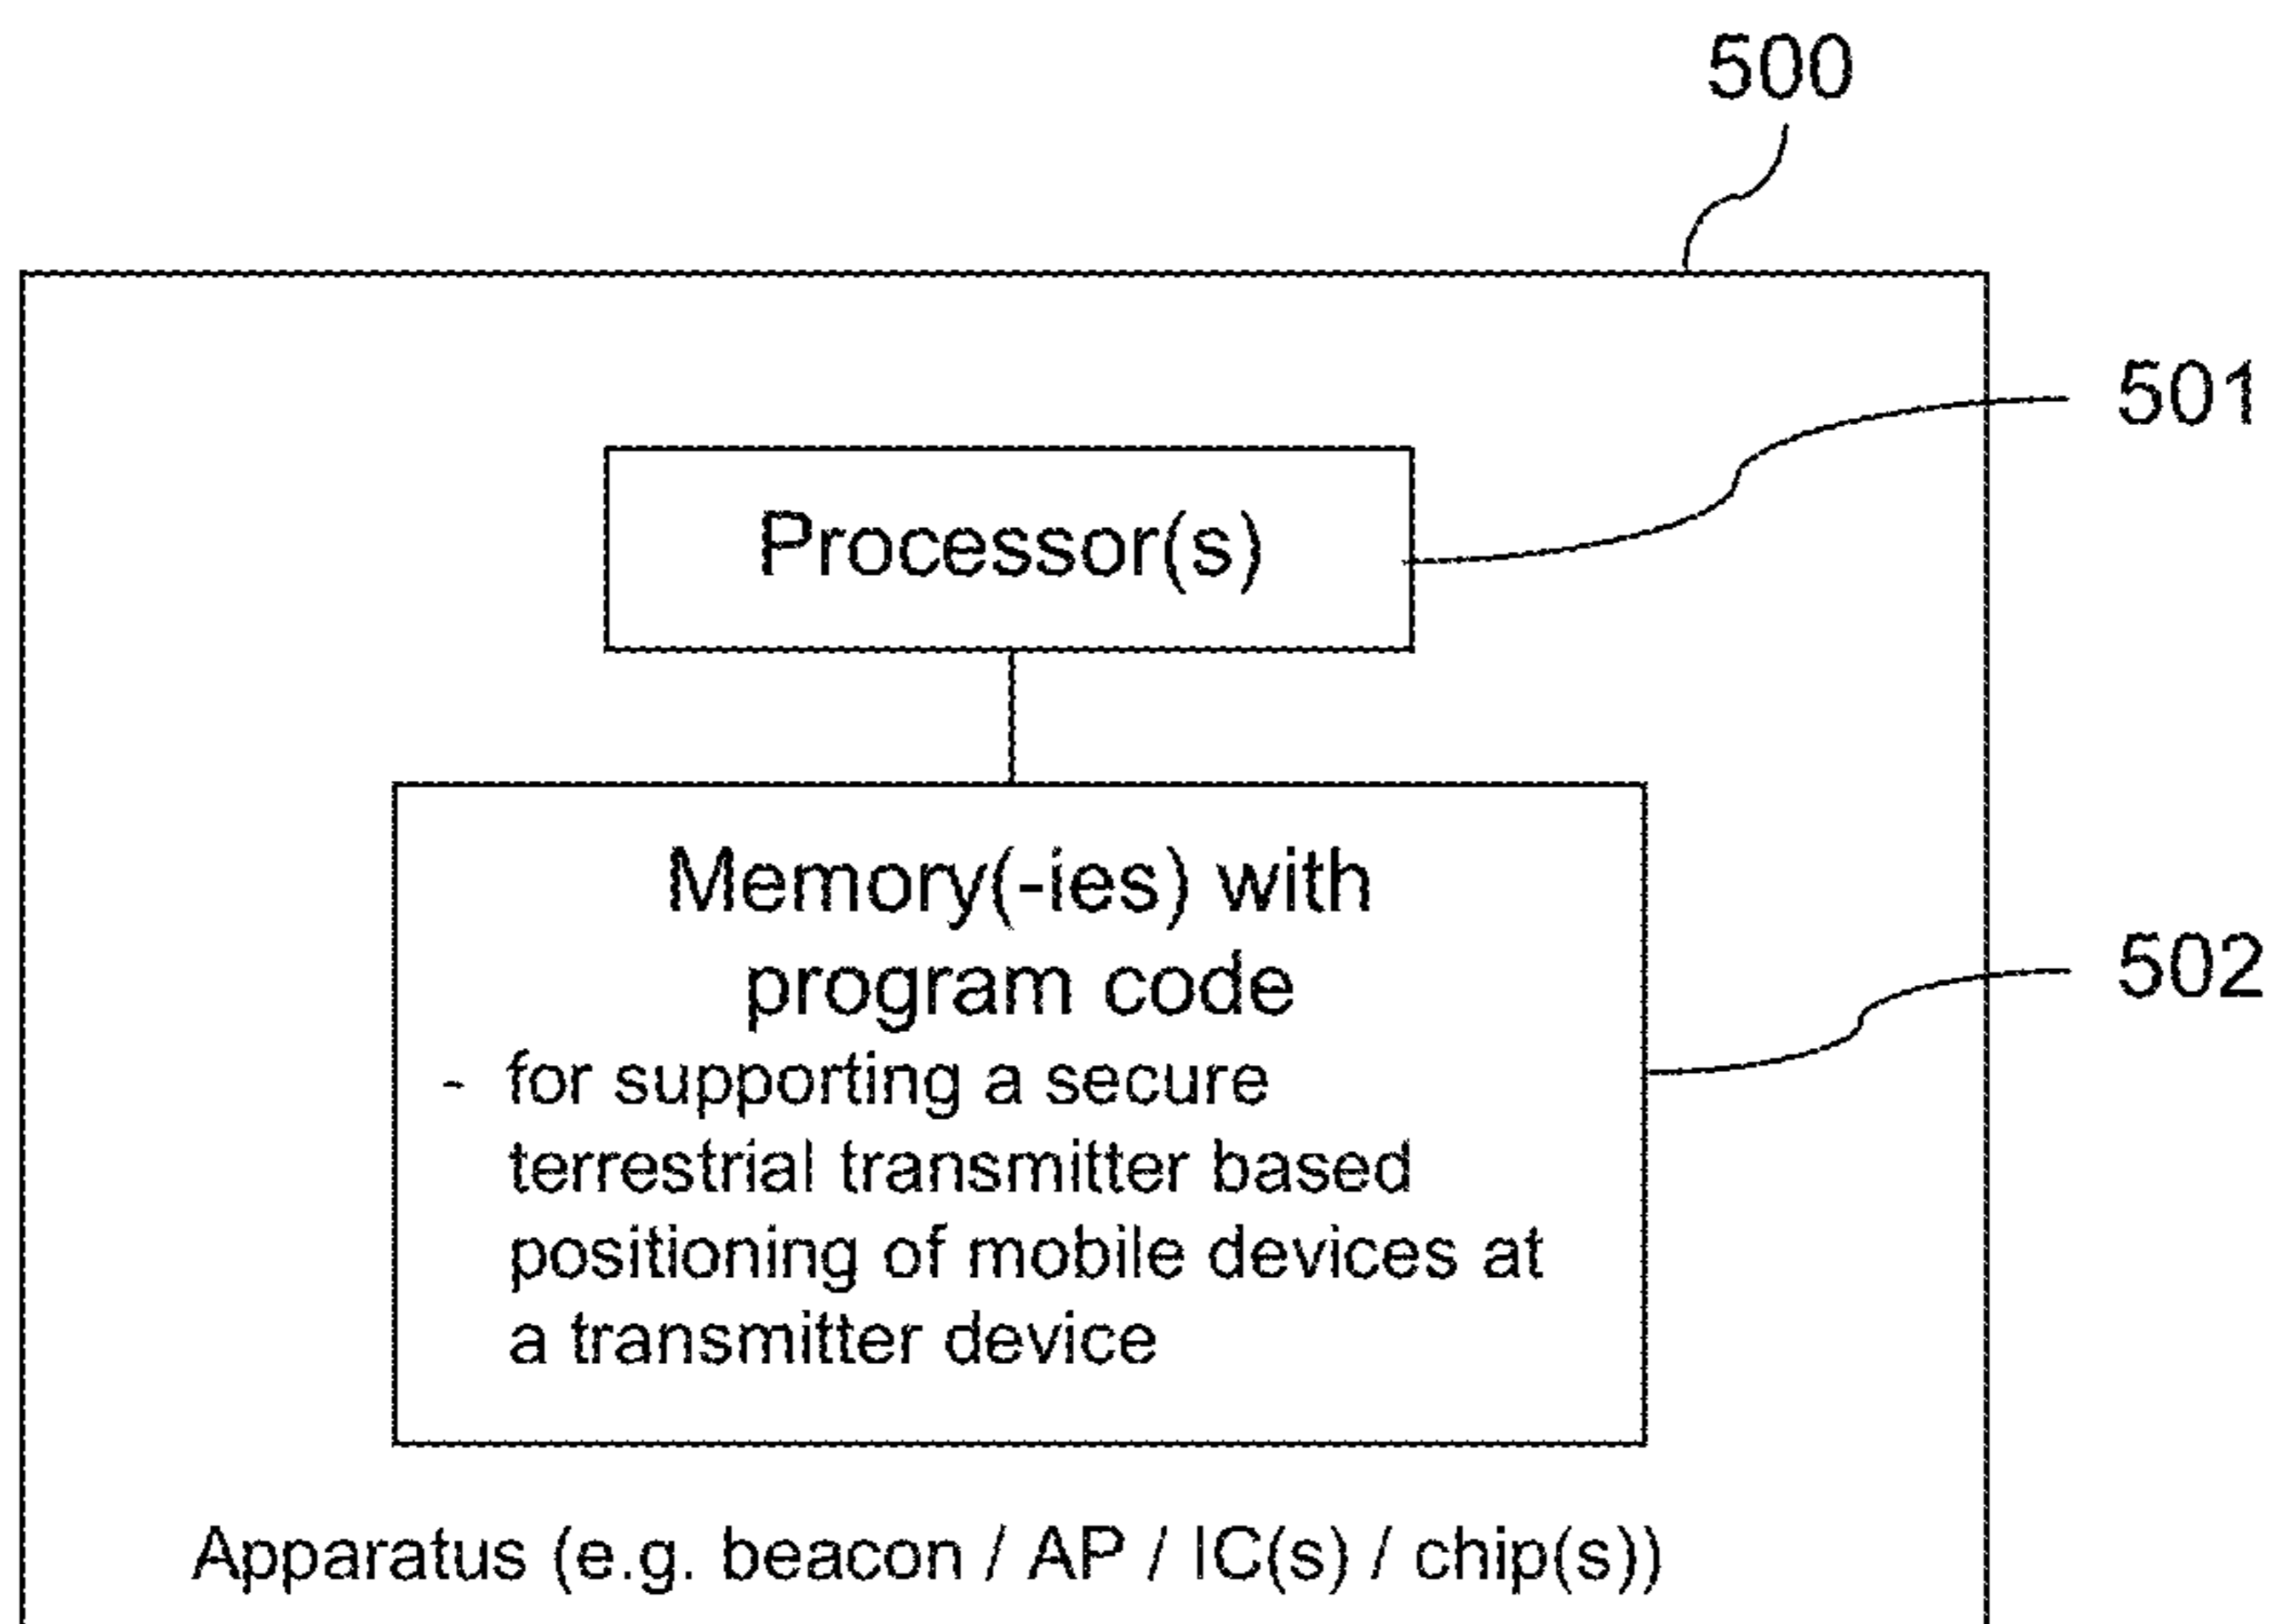 500
501
Processor(s)
Memory(-ies) with
program code
502
- for supporting a secure
terrestrial transmitter based
positioning of mobile devices at
a transmitter device
Apparatus (e.g. beacon / AP / IC(s) / chip(s))